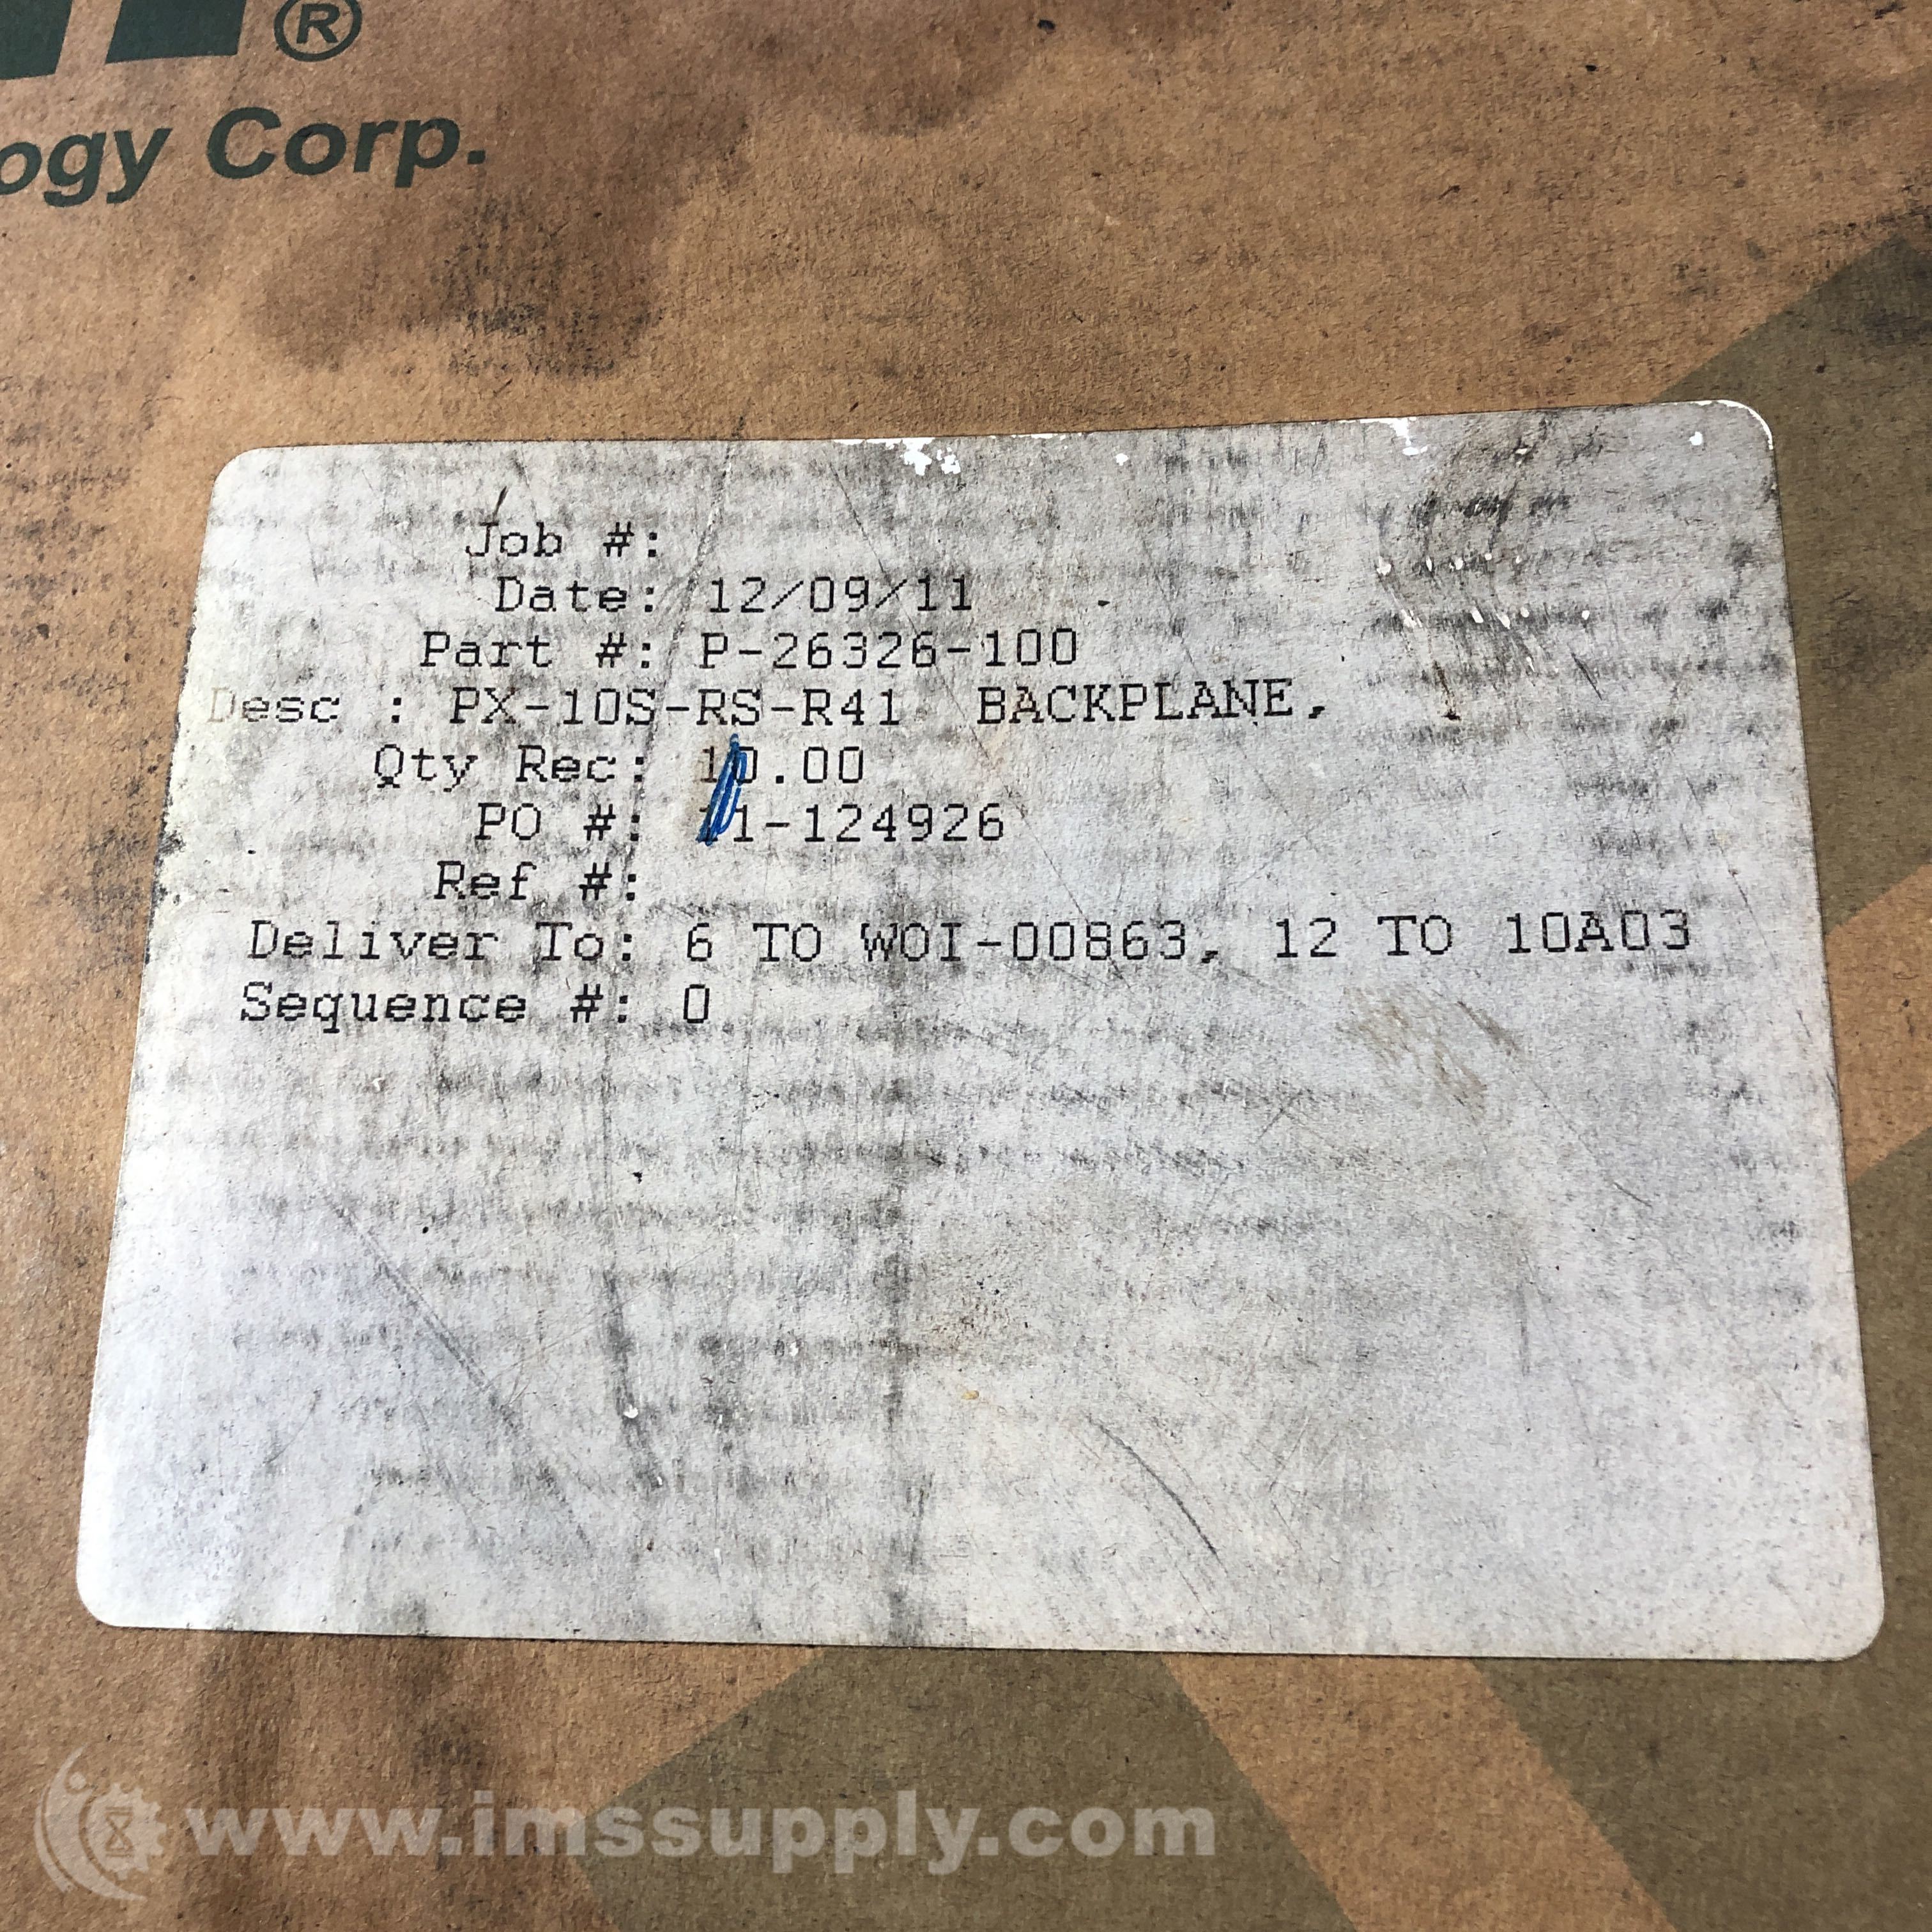 ®
ogy Corp.
Job #:
Date: 12/09/11
Part #: P-26326-100
Desc : PX-10S-RS-R41 BACKPLANE,
Qty Rec: 10.00
PO #: 11-124926
Ref #:
Deliver To: 6 TO WOI-00863, 12 TO 10A03
Sequence #: 0
www.imssupply.com